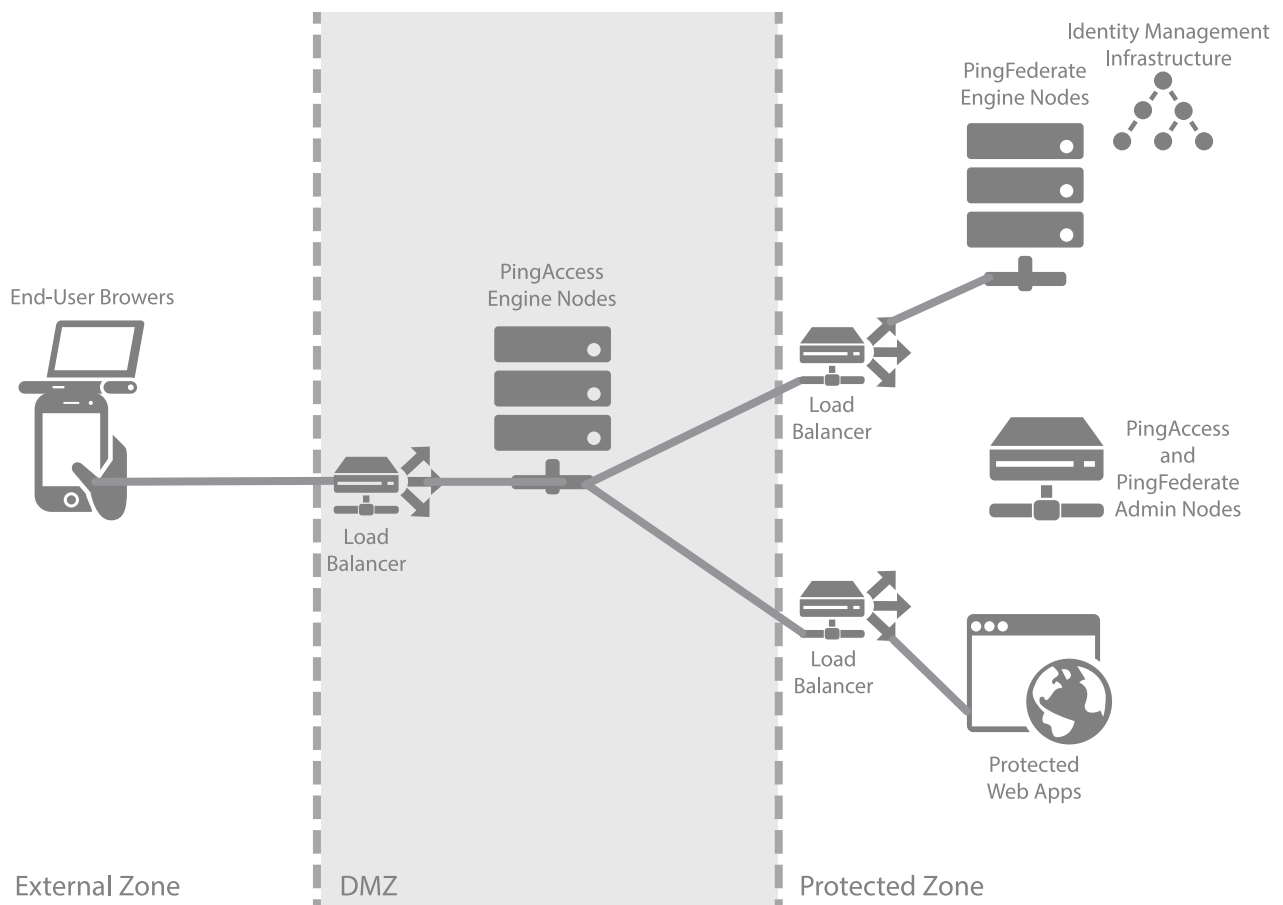 Identity Management
Infrastructure
PingFederate
Engine Nodes
PingAccess
Engine Nodes
End-User Browers
Load
Balancer
PingAccess
and
PingFederate
Admin Nodes
Load
Balancer
Load
Balancer
Protected
Web Apps
External Zone
DMZ
Protected Zone